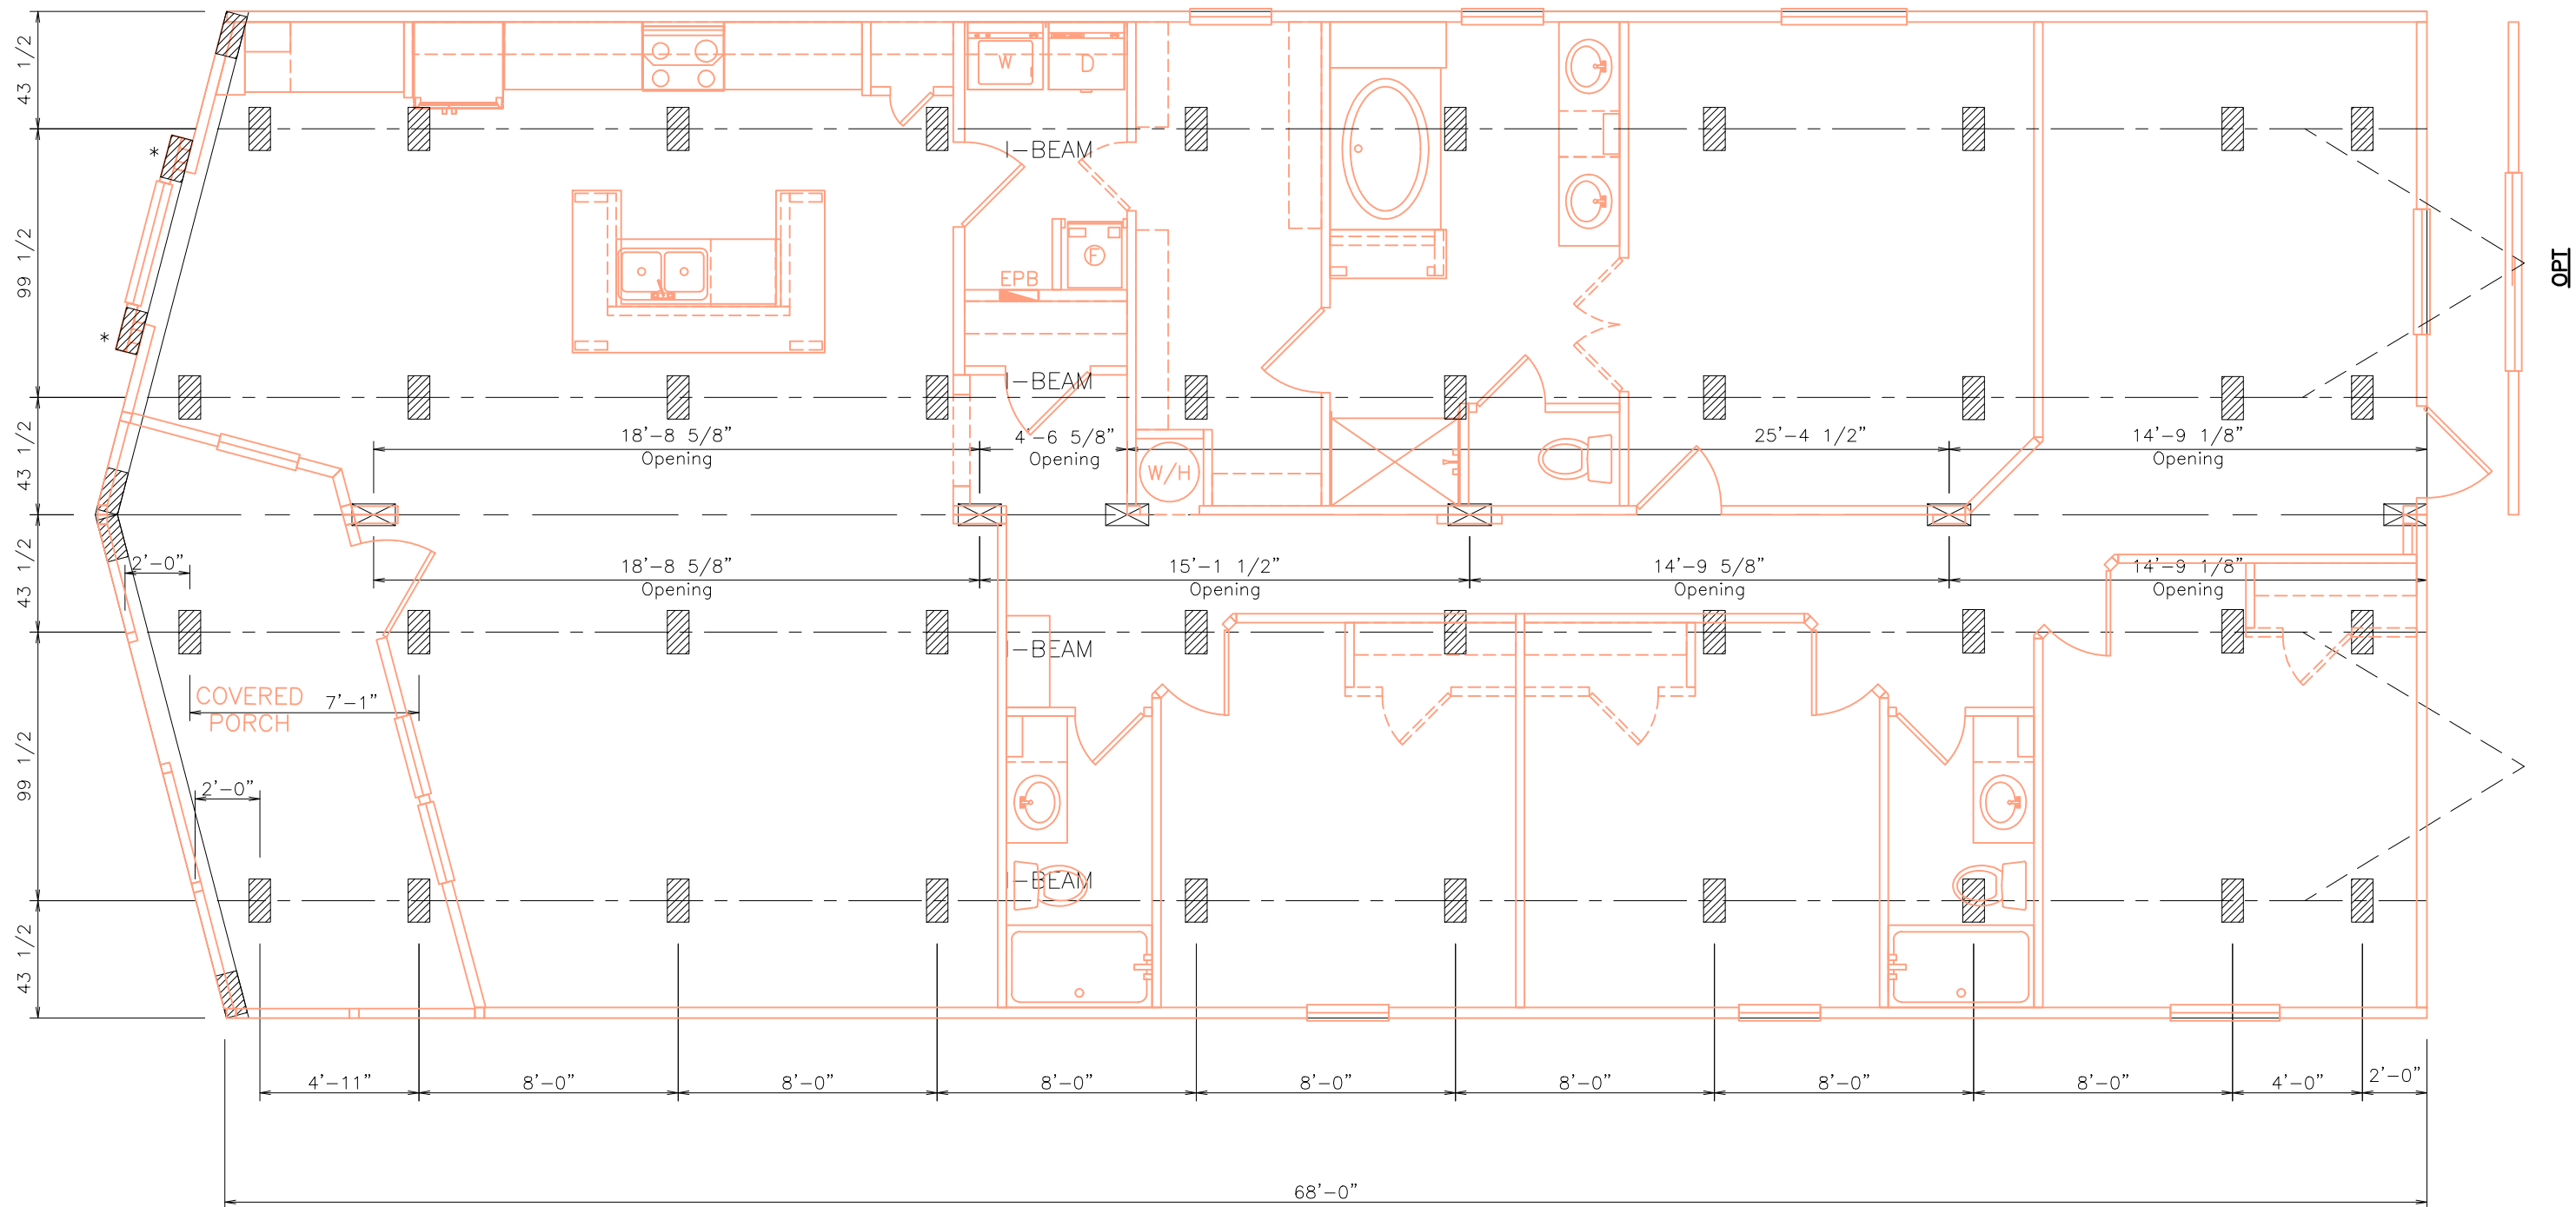 43 1/2
99 1/2
43 1/2
43 1/2
99 1/2
43 1/2
W
D
I-BEAM
*
*
F
EPB
OPT
I-BEAM
18'-8 5/8"
Opening
4'-6 5/8"
Opening
25'-4 1/2"
14'-9 1/8"
Opening
W/H
2'-0"
18'-8 5/8"
Opening
15'-1 1/2"
Opening
14'-9 5/8"
Opening
14'-9 1/8"
Opening
I-BEAM
COVERED
PORCH
7'-1"
2'-0"
I-BEAM
4'-11"
8'-0"
8'-0"
8'-0"
8'-0"
8'-0"
8'-0"
8'-0"
4'-0"
2'-0"
68'-0"